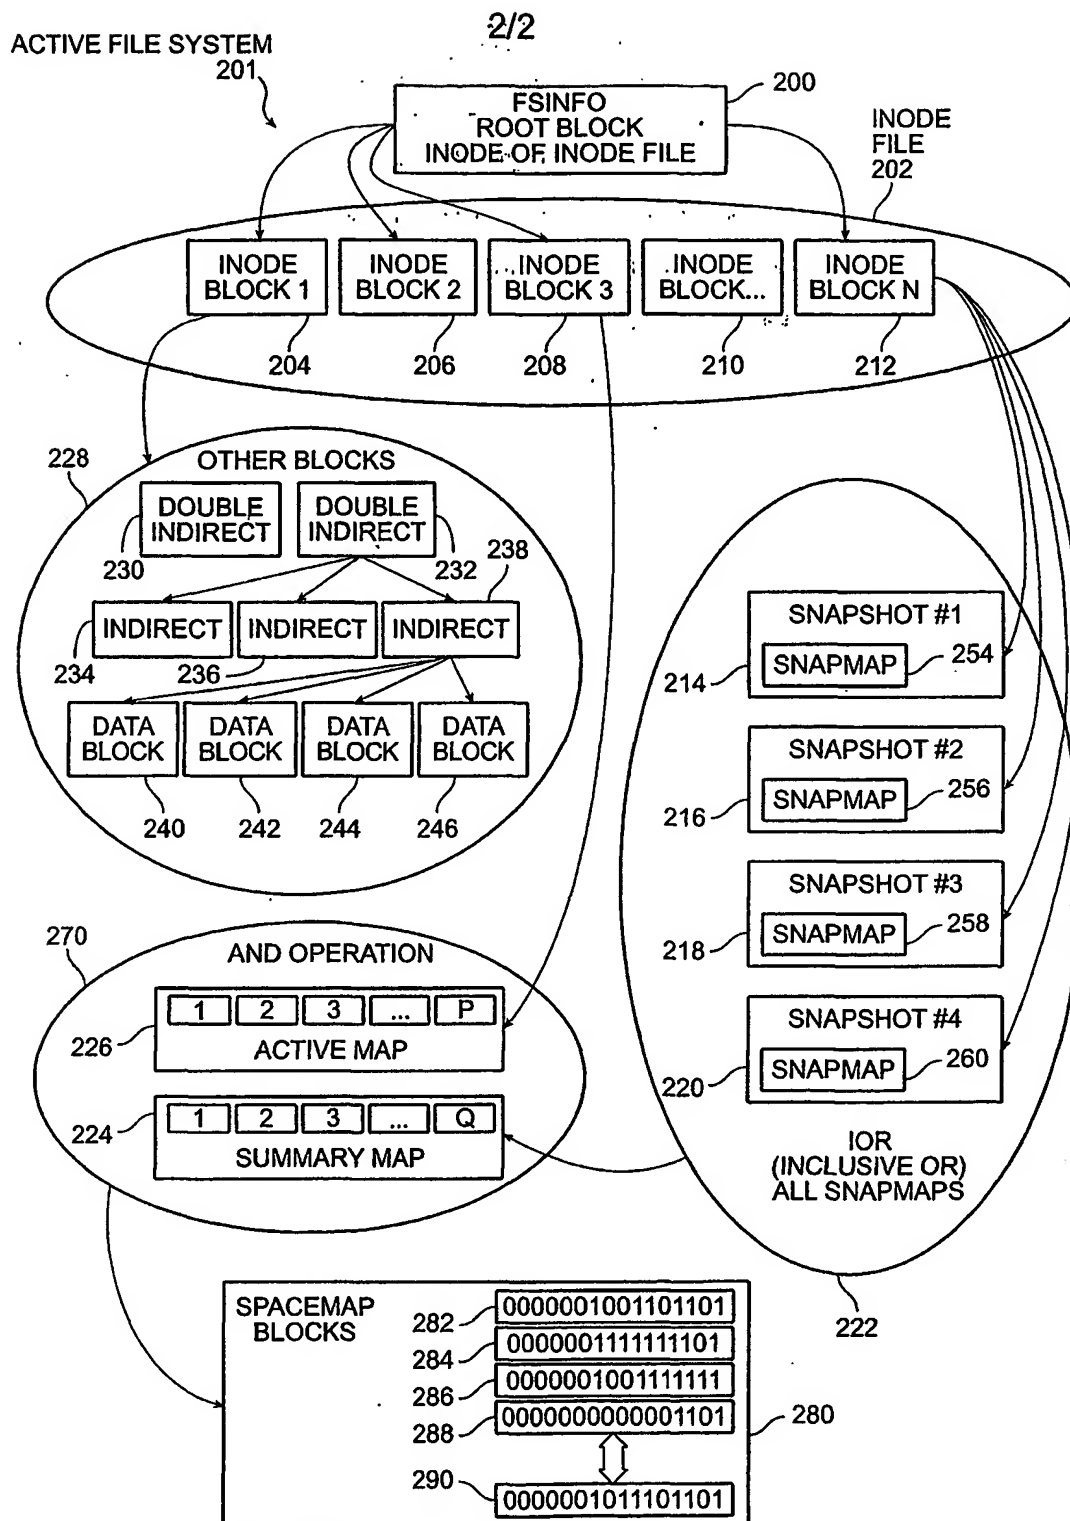 2/2
ACTIVE FILE SYSTEM
201
200
FSINFO
ROOT BLOCK
INODE OF INODE FILE
INODE
FILE
202
INODE
BLOCK 1
INODE
BLOCK 2
INODE
BLOCK 3
INODE
BLOCK...
INODE
BLOCK N
204
206
208
210
212
228
OTHER BLOCKS
DOUBLE
INDIRECT
DOUBLE
INDIRECT
230
232
238
INDIRECT
INDIRECT
INDIRECT
234
236
DATA
BLOCK
DATA
BLOCK
DATA
BLOCK
DATA
BLOCK
240
242
244
246
SNAPSHOT #1
SNAPMAP
254
214
SNAPSHOT #2
SNAPMAP
256
216
SNAPSHOT #3
SNAPMAP
258
218
SNAPSHOT #4
SNAPMAP
260
220
IOR
(INCLUSIVE OR)
ALL SNAPMAPS
222
270
AND OPERATION
1 2 3 ... P
ACTIVE MAP
226
1 2 3 ... Q
SUMMARY MAP
224
SPACEMAP
BLOCKS
282
0000001001101101
284
0000001111111101
286
0000001001111111
288
0000000000001101
280
290
0000001011101101